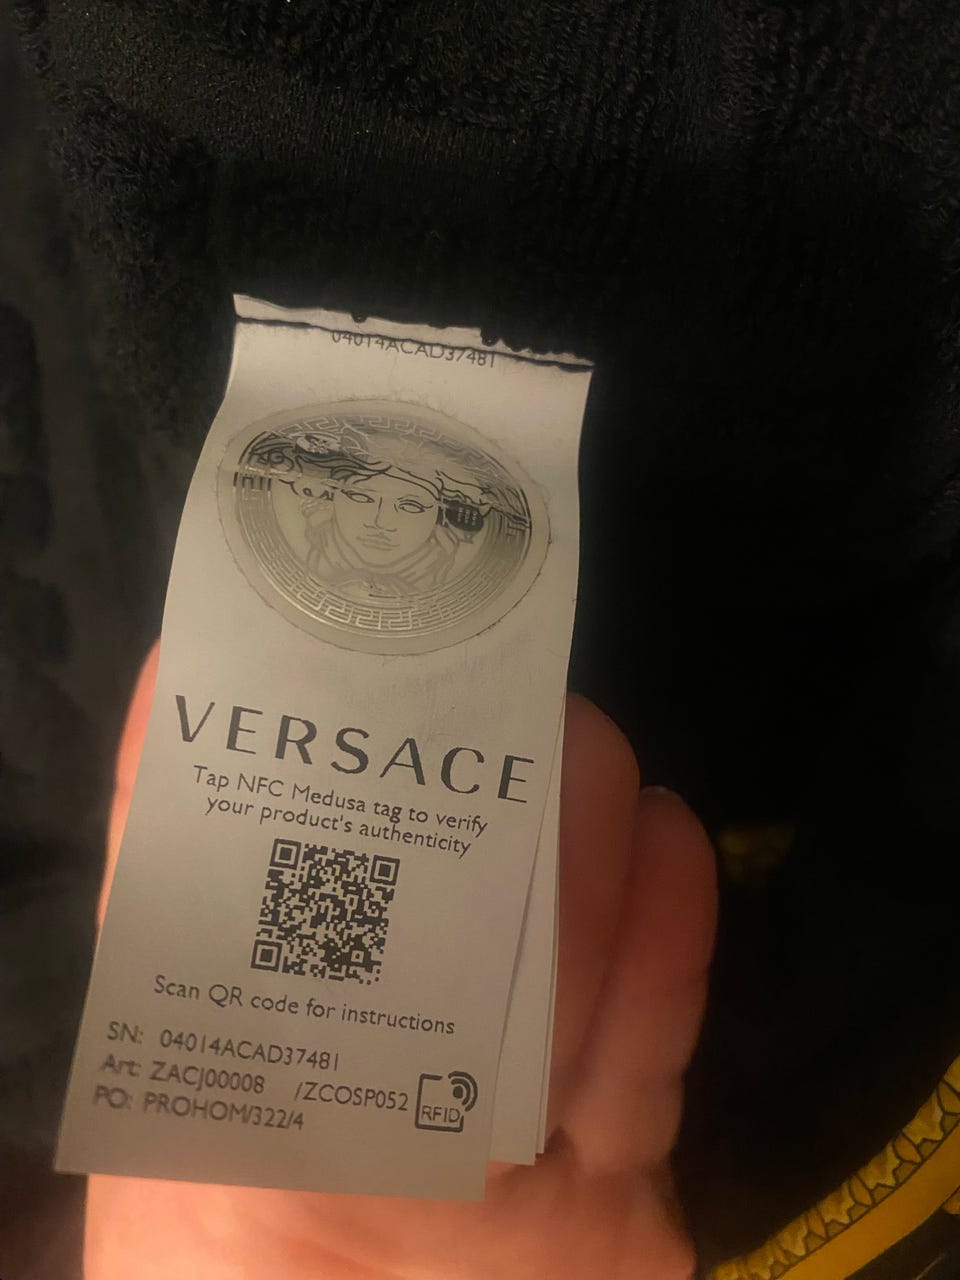 04014ACAD37481
VERSACE
Tap NFC Medusa tag to verify
your product's authenticity
Scan QR code for instructions
SN: 04014ACAD37481
Art: ZACJ00008 /ZCOSP052
PO: PROHOM/322/4
RFID